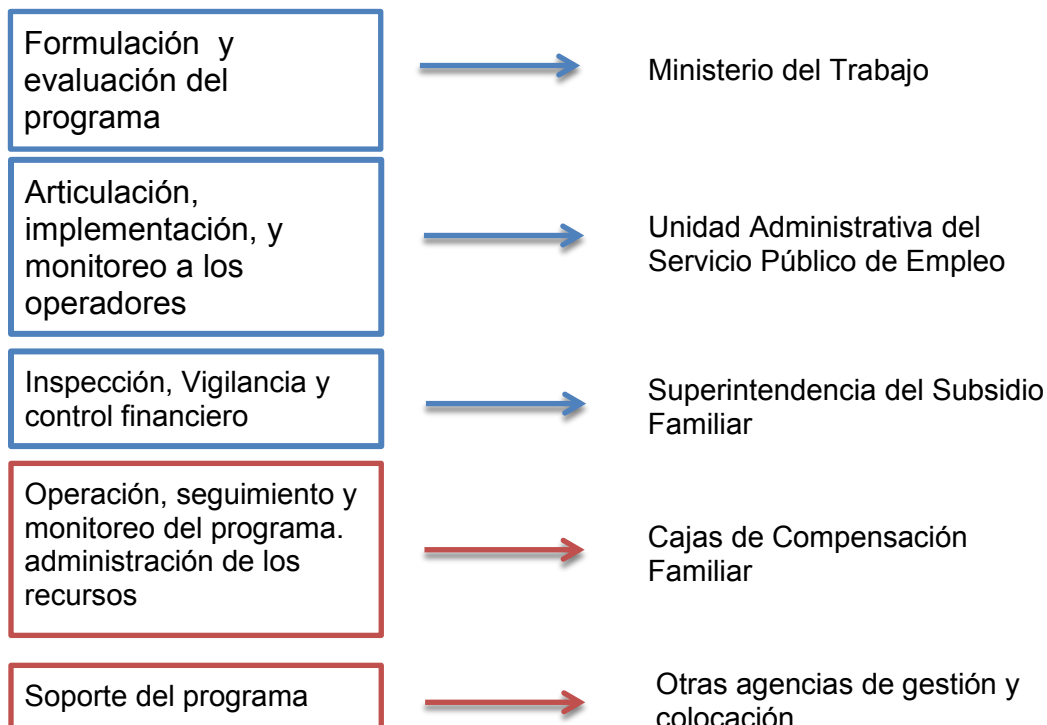 Formulación y
evaluación del
programa
Ministerio del Trabajo
Articulación,
implementación, y
monitoreo a los
operadores
Unidad Administrativa del
Servicio Público de Empleo
Inspección, Vigilancia y
control financiero
Superintendencia del Subsidio
Familiar
Operación, seguimiento y
monitoreo del programa.
administración de los
recursos
Cajas de Compensación
Familiar
Soporte del programa
Otras agencias de gestión y
colocación